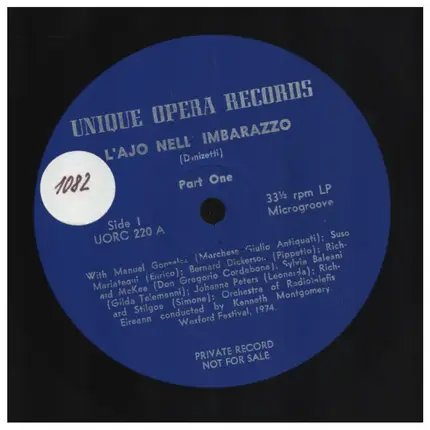 UNIQUE OPERA RECORDS
L'AJO NELL' IMBARAZZO
(Donizetti)
Part One
1082
Side 1
UORC 220 A
33⅓ rpm LP
Microgroove
With Manuel Gonzales (Marchese Giulio Antiquati); Suso
Mariategui (Enrico); Bernard Dickerson (Pippetto); Rich-
ard McKee (Don Gregorio Cordebono); Sylvia Baleani
(Gilda Talemanni); Johanna Peters (Leonarda); Rich-
ard Stilgoe (Simone); Orchestra of Radiotelefis
Eireann conducted by Kenneth Montgomery.
Wexford Festival, 1974.
PRIVATE RECORD
NOT FOR SALE